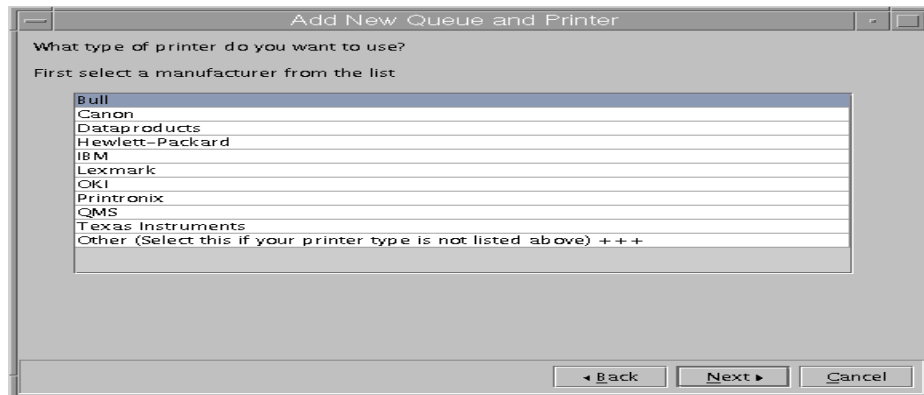 Add New Queue and Printer
What type of printer do you want to use?
First select a manufacturer from the list
Bull
Canon
Dataproducts
Hewlett-Packard
IBM
Lexmark
OKI
Printronix
QMS
Texas Instruments
Other (Select this if your printer type is not listed above) +++
Back Next Cancel